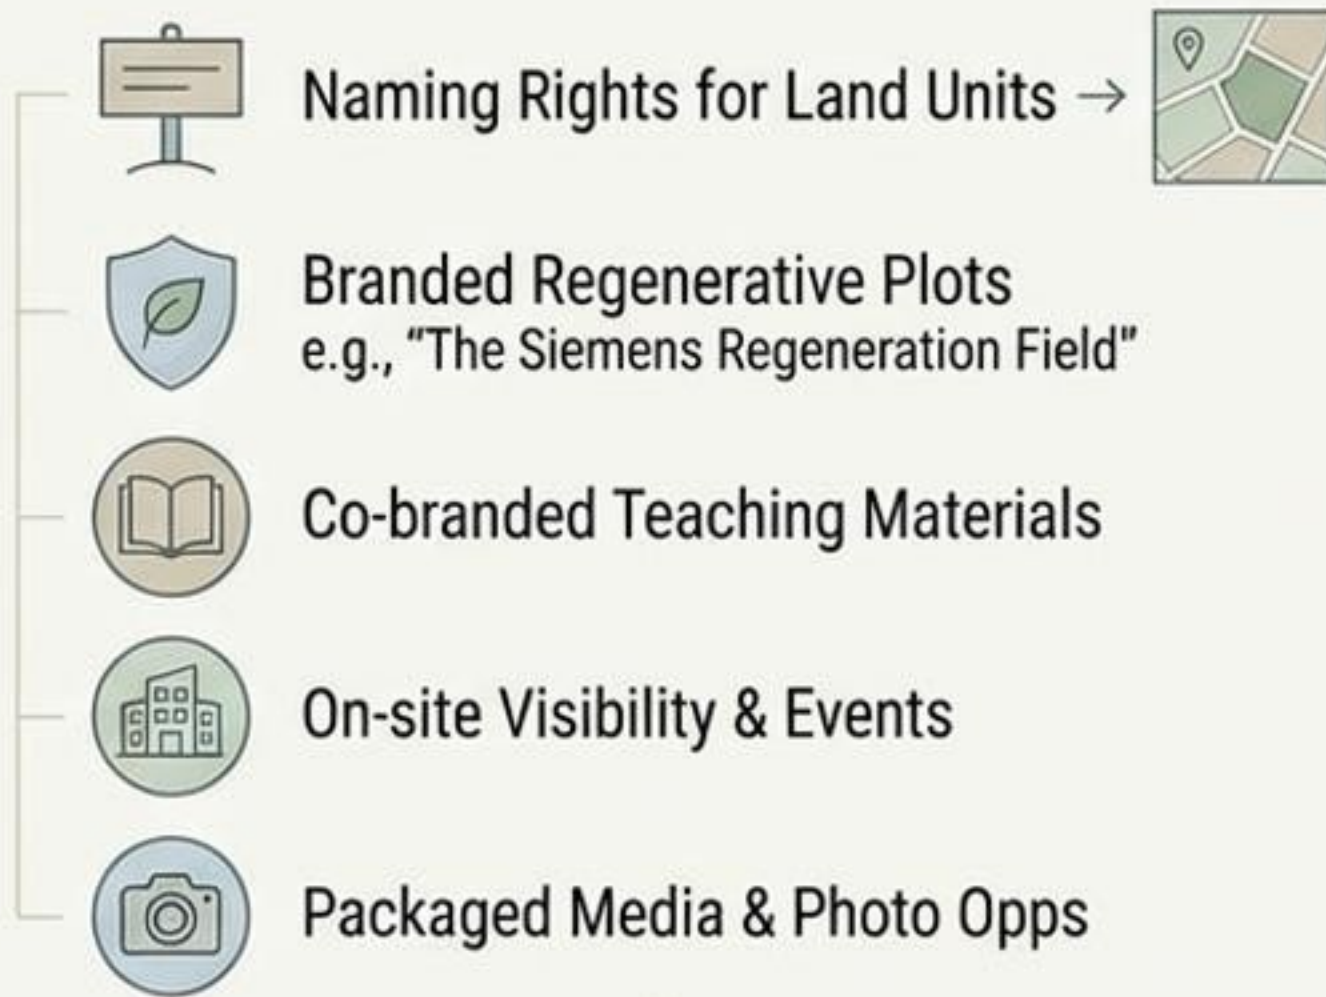 Naming Rights for Land Units →
Branded Regenerative Plots
e.g., “The Siemens Regeneration Field”
Co-branded Teaching Materials
On-site Visibility & Events
Packaged Media & Photo Opps